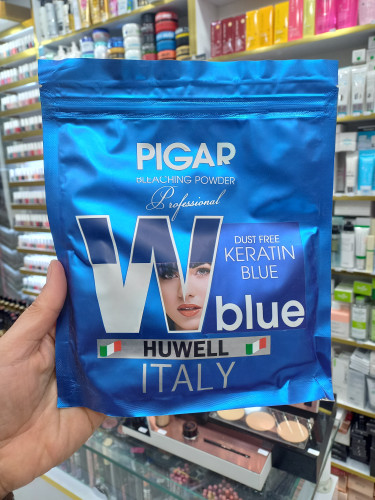 PIGAR
BLEACHING POWDER
Professional
DUST FREE
KERATIN
BLUE
W blue
HUWELL
ITALY